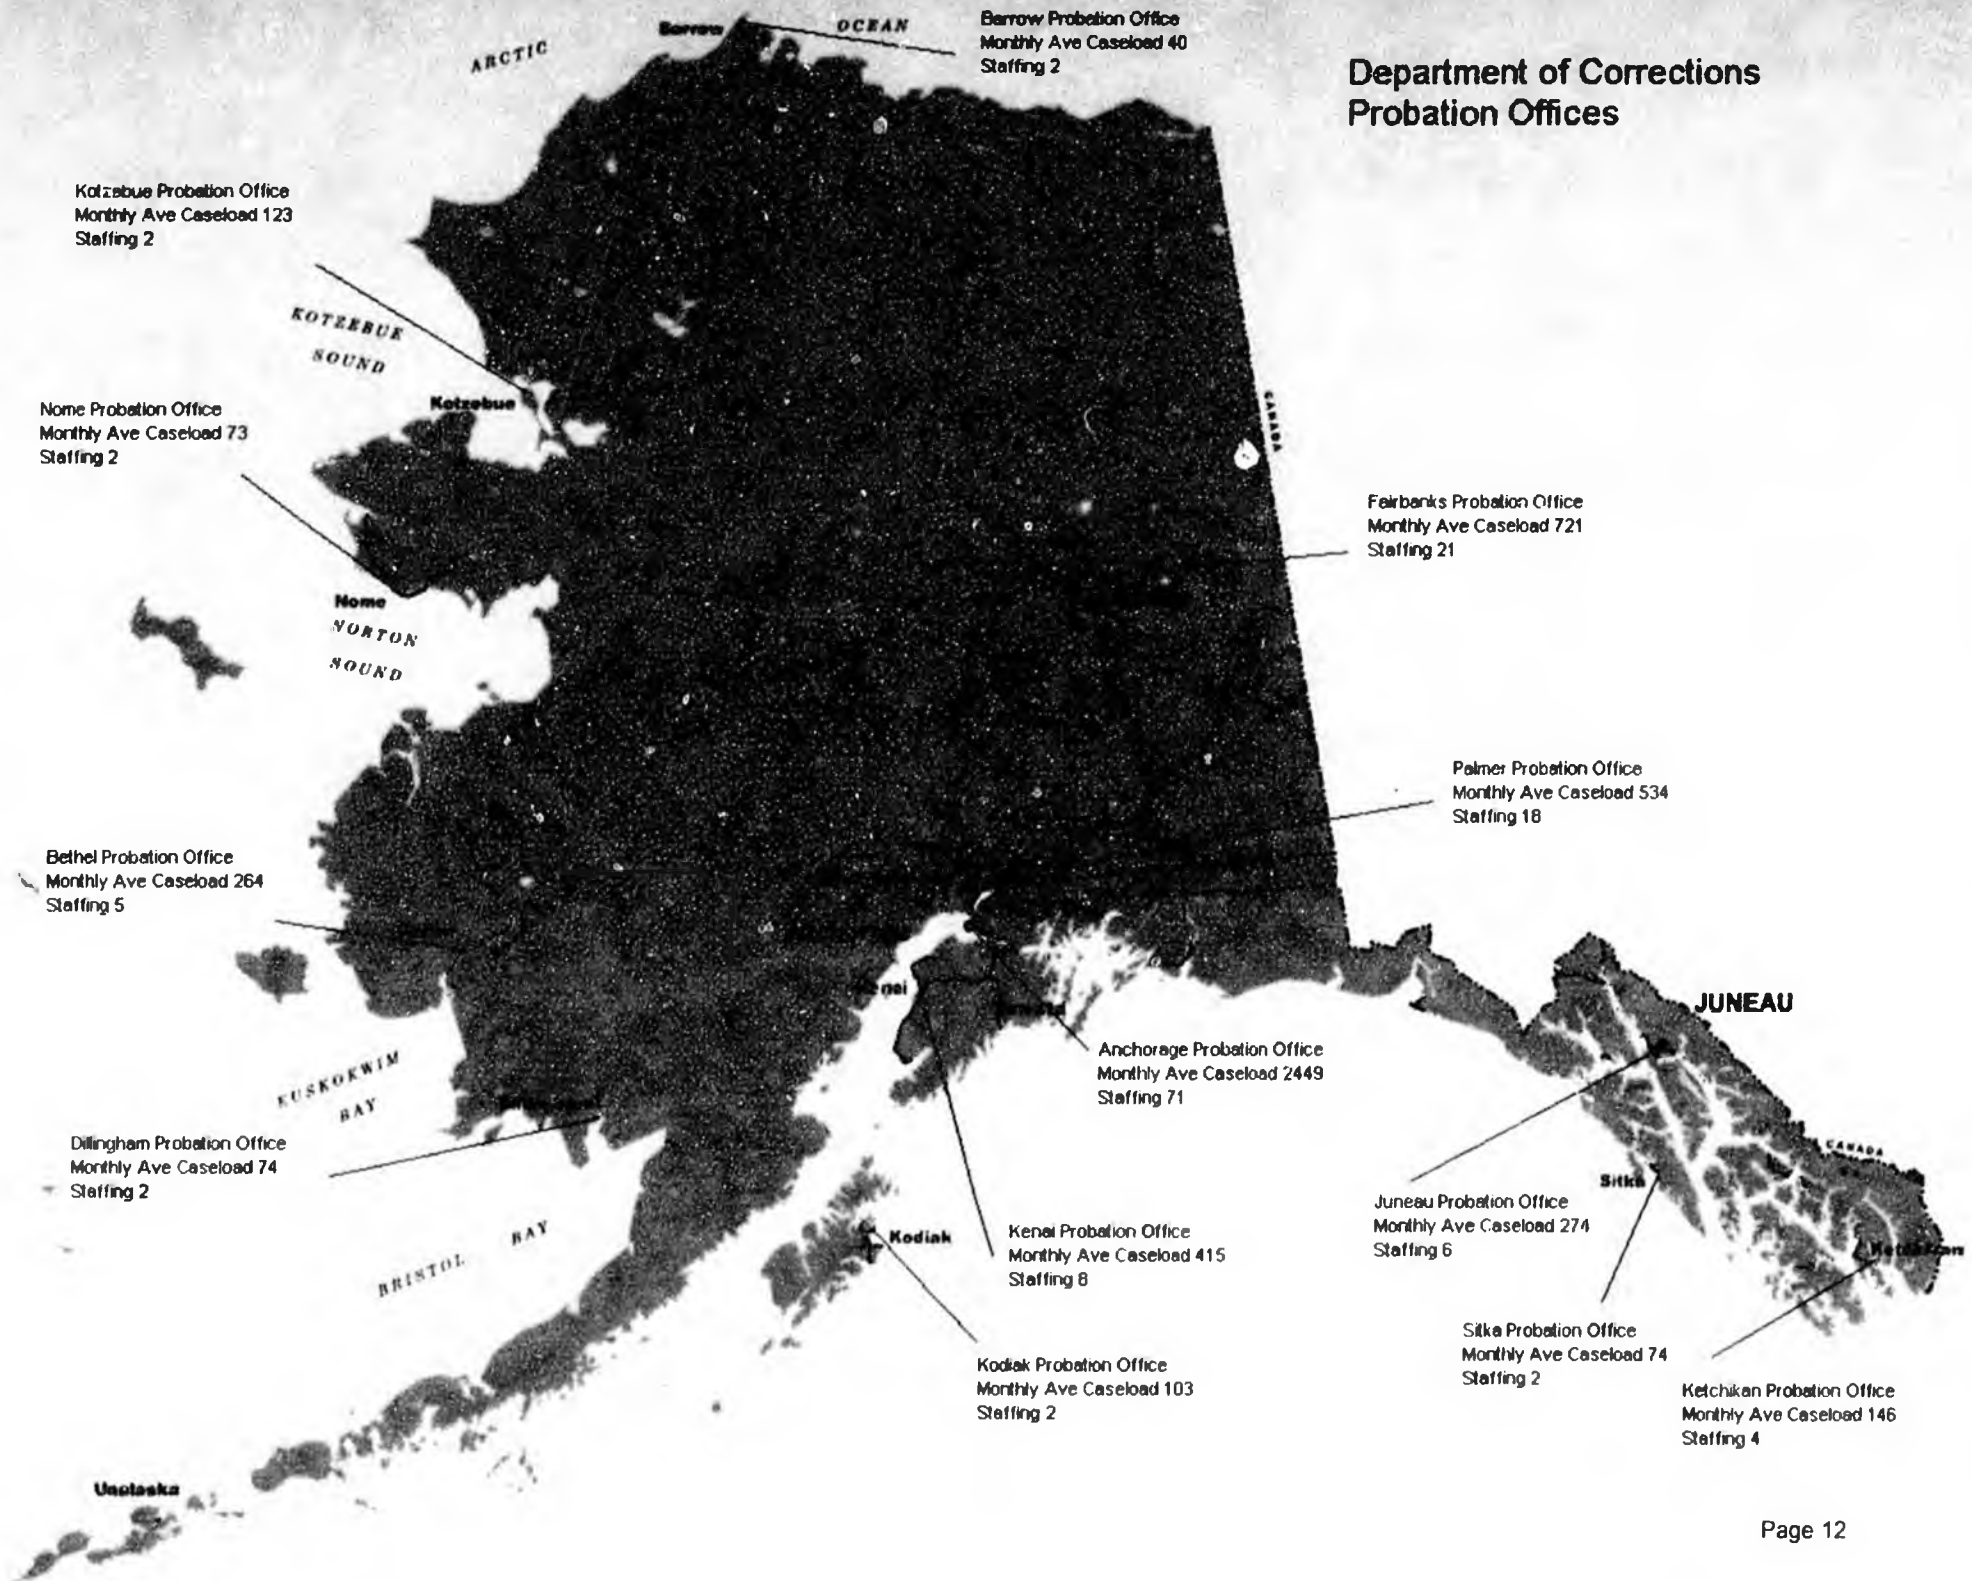 Department of Corrections
Probation Offices
Barrow
ARCTIC
OCEAN
Barrow Probation Office
Monthly Ave Caseload 40
Staffing 2
Kotzebue Probation Office
Monthly Ave Caseload 123
Staffing 2
KOTZEBUE
SOUND
Kotzebue
CANADA
Nome Probation Office
Monthly Ave Caseload 73
Staffing 2
Nome
NORTON
SOUND
Fairbanks Probation Office
Monthly Ave Caseload 721
Staffing 21
Palmer Probation Office
Monthly Ave Caseload 534
Staffing 18
Bethel Probation Office
Monthly Ave Caseload 264
Staffing 5
JUNEAU
Anchorage Probation Office
Monthly Ave Caseload 2449
Staffing 71
KUSKOKWIM
BAY
Dillingham Probation Office
Monthly Ave Caseload 74
Staffing 2
CANADA
Sitka
Juneau Probation Office
Monthly Ave Caseload 274
Staffing 6
Kodiak
Kenai Probation Office
Monthly Ave Caseload 415
Staffing 8
Ketchikan
BRISTOL BAY
Sitka Probation Office
Monthly Ave Caseload 74
Staffing 2
Kodiak Probation Office
Monthly Ave Caseload 103
Staffing 2
Ketchikan Probation Office
Monthly Ave Caseload 146
Staffing 4
Unalaska
Page 12